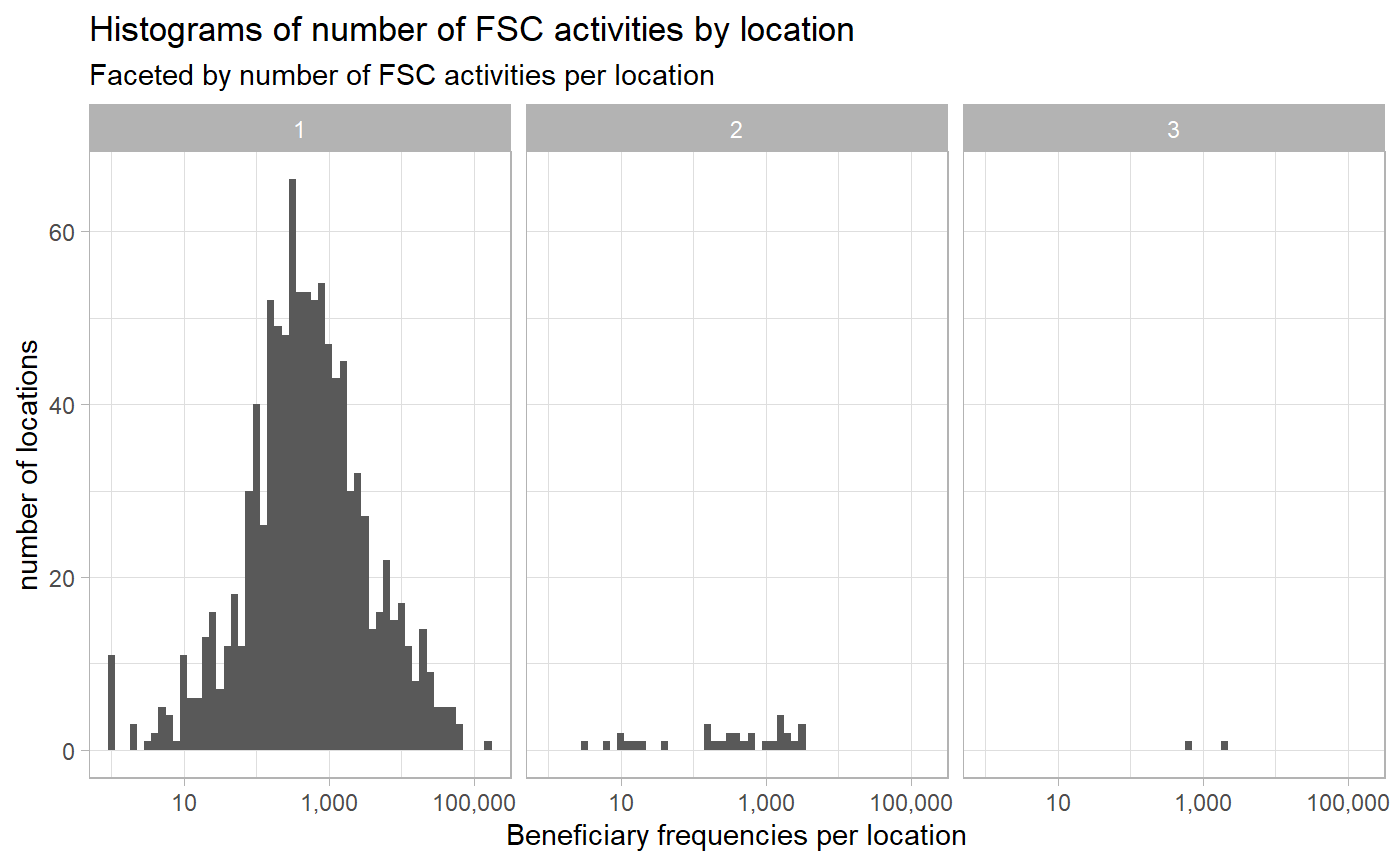 Histograms of number of FSC activities by location
Faceted by number of FSC activities per location
1 2 3
60
40
20
0
number of locations
10 1,000 100,000 10 1,000 100,000 10 1,000 100,000
Beneficiary frequencies per location